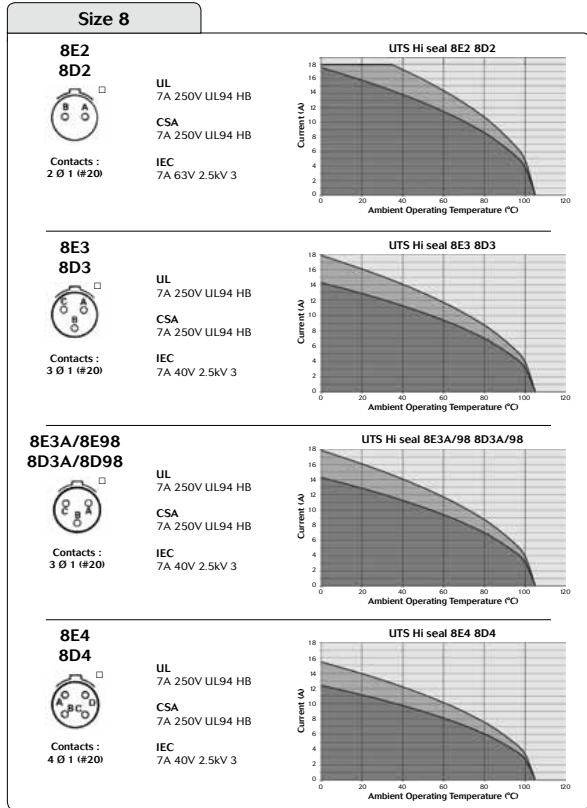 Size 8
8E2
8D2
B A
Contacts :
2 Ø 1 (#20)
UL
7A 250V UL94 HB
CSA
7A 250V UL94 HB
IEC
7A 63V 2.5kV 3
UTS Hi seal 8E2 8D2
Current (A)
18
16
14
12
10
8
6
4
2
0
0 20 40 60 80 100 120
Ambient Operating Temperature (°C)
8E3
8D3
C A
B
Contacts :
3 Ø 1 (#20)
UL
7A 250V UL94 HB
CSA
7A 250V UL94 HB
IEC
7A 40V 2.5kV 3
UTS Hi seal 8E3 8D3
Current (A)
18
16
14
12
10
8
6
4
2
0
0 20 40 60 80 100 120
Ambient Operating Temperature (°C)
8E3A/8E98
8D3A/8D98
C B A
Contacts :
3 Ø 1 (#20)
UL
7A 250V UL94 HB
CSA
7A 250V UL94 HB
IEC
7A 40V 2.5kV 3
UTS Hi seal 8E3A/98 8D3A/98
Current (A)
18
16
14
12
10
8
6
4
2
0
0 20 40 60 80 100 120
Ambient Operating Temperature (°C)
8E4
8D4
A B C D
Contacts :
4 Ø 1 (#20)
UL
7A 250V UL94 HB
CSA
7A 250V UL94 HB
IEC
7A 40V 2.5kV 3
UTS Hi seal 8E4 8D4
Current (A)
18
16
14
12
10
8
6
4
2
0
0 20 40 60 80 100 120
Ambient Operating Temperature (°C)